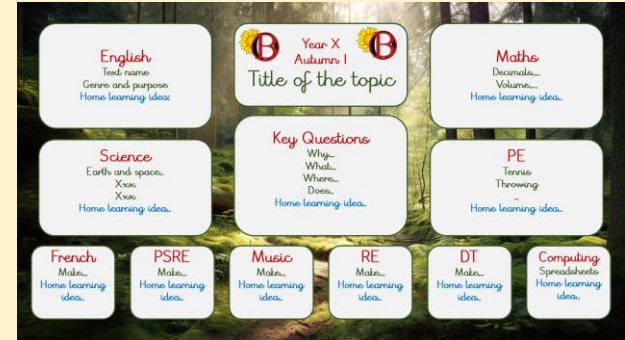 English
Text name
Genre and purpose
Home learning idea:
B
Year X
Autumn 1
Title of the topic
B
Maths
Decimals...
Volume...
Home learning idea..
Science
Earth and space..
Xxxx
Xxxx
Home learning idea..
Key Questions
Why...
What...
Where...
Does...
Home learning idea..
PE
Tennis
Throwing
..
Home learning idea..
French
Make...
Home learning
idea..
PSRE
Make...
Home learning
idea..
Music
Make...
Home learning
idea..
RE
Make...
Home learning
idea..
DT
Make...
Home learning
idea..
Computing
Spreadsheets
Home learning
idea..